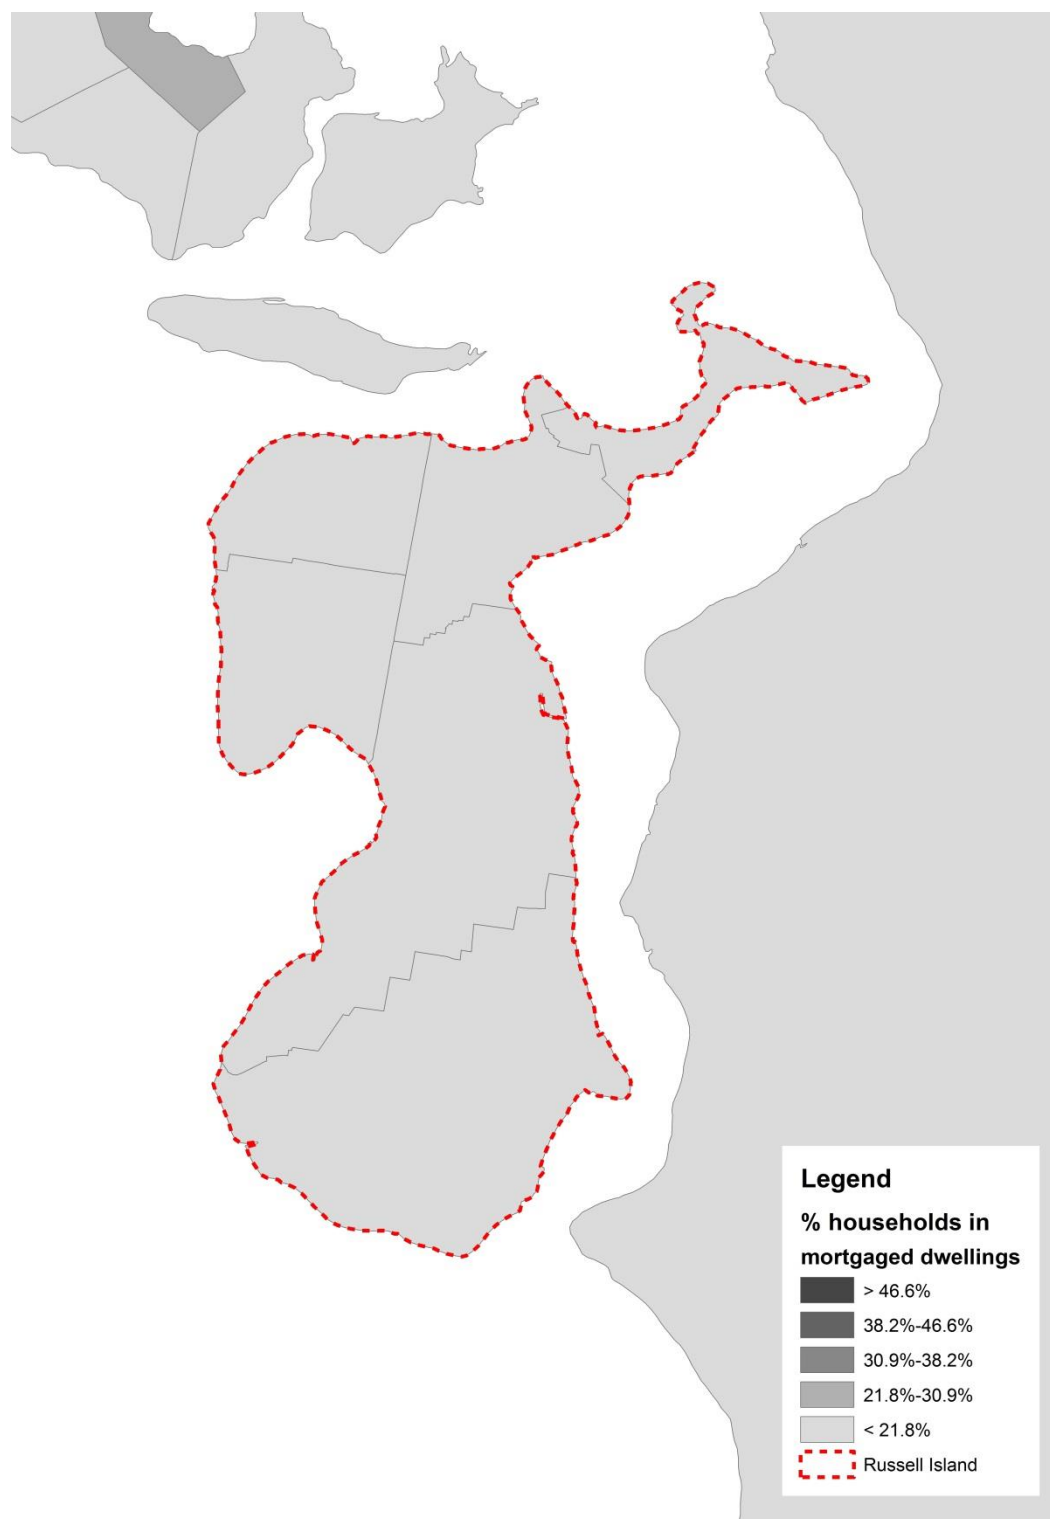 Legend
% households in
mortgaged dwellings
> 46.6%
38.2%-46.6%
30.9%-38.2%
21.8%-30.9%
< 21.8%
Russell Island